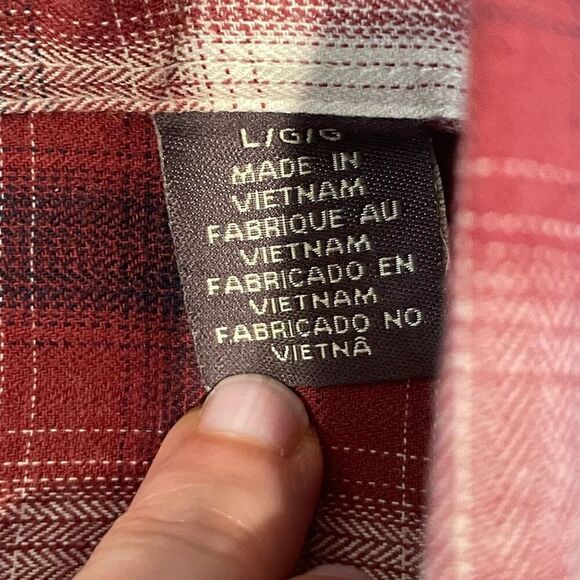 L/G/G
MADE IN
VIETNAM
FABRIQUE AU
VIETNAM
FABRICADO EN
VIETNAM
FABRICADO NO
VIETNÃ